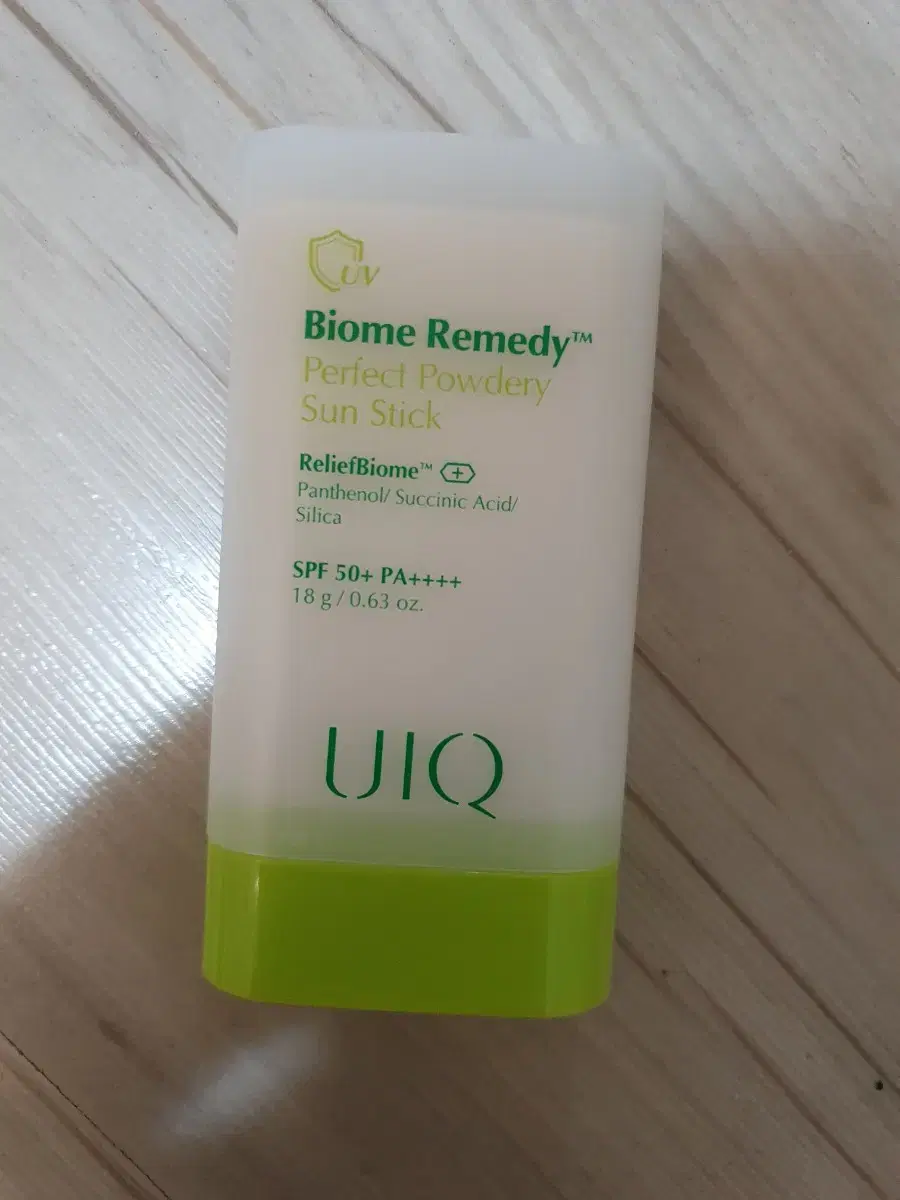 UV
Biome Remedy™
Perfect Powdery
Sun Stick
ReliefBiome™ +
Panthenol/ Succinic Acid/
Silica
SPF 50+ PA++++
18 g / 0.63 oz.
UIQ